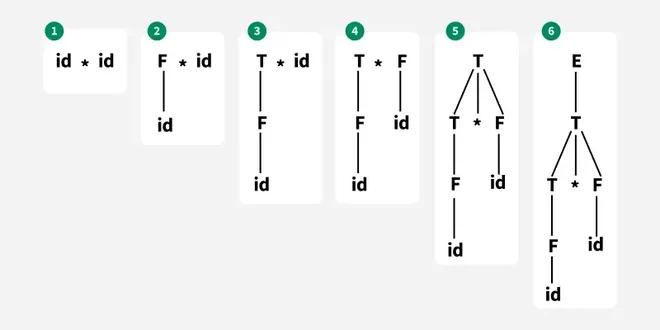 1
id * id
2
F * id
id
3
T * id
F
id
4
T * F
F id
id
5
T
T * F
F id
id
6
E
T
T * F
F id
id